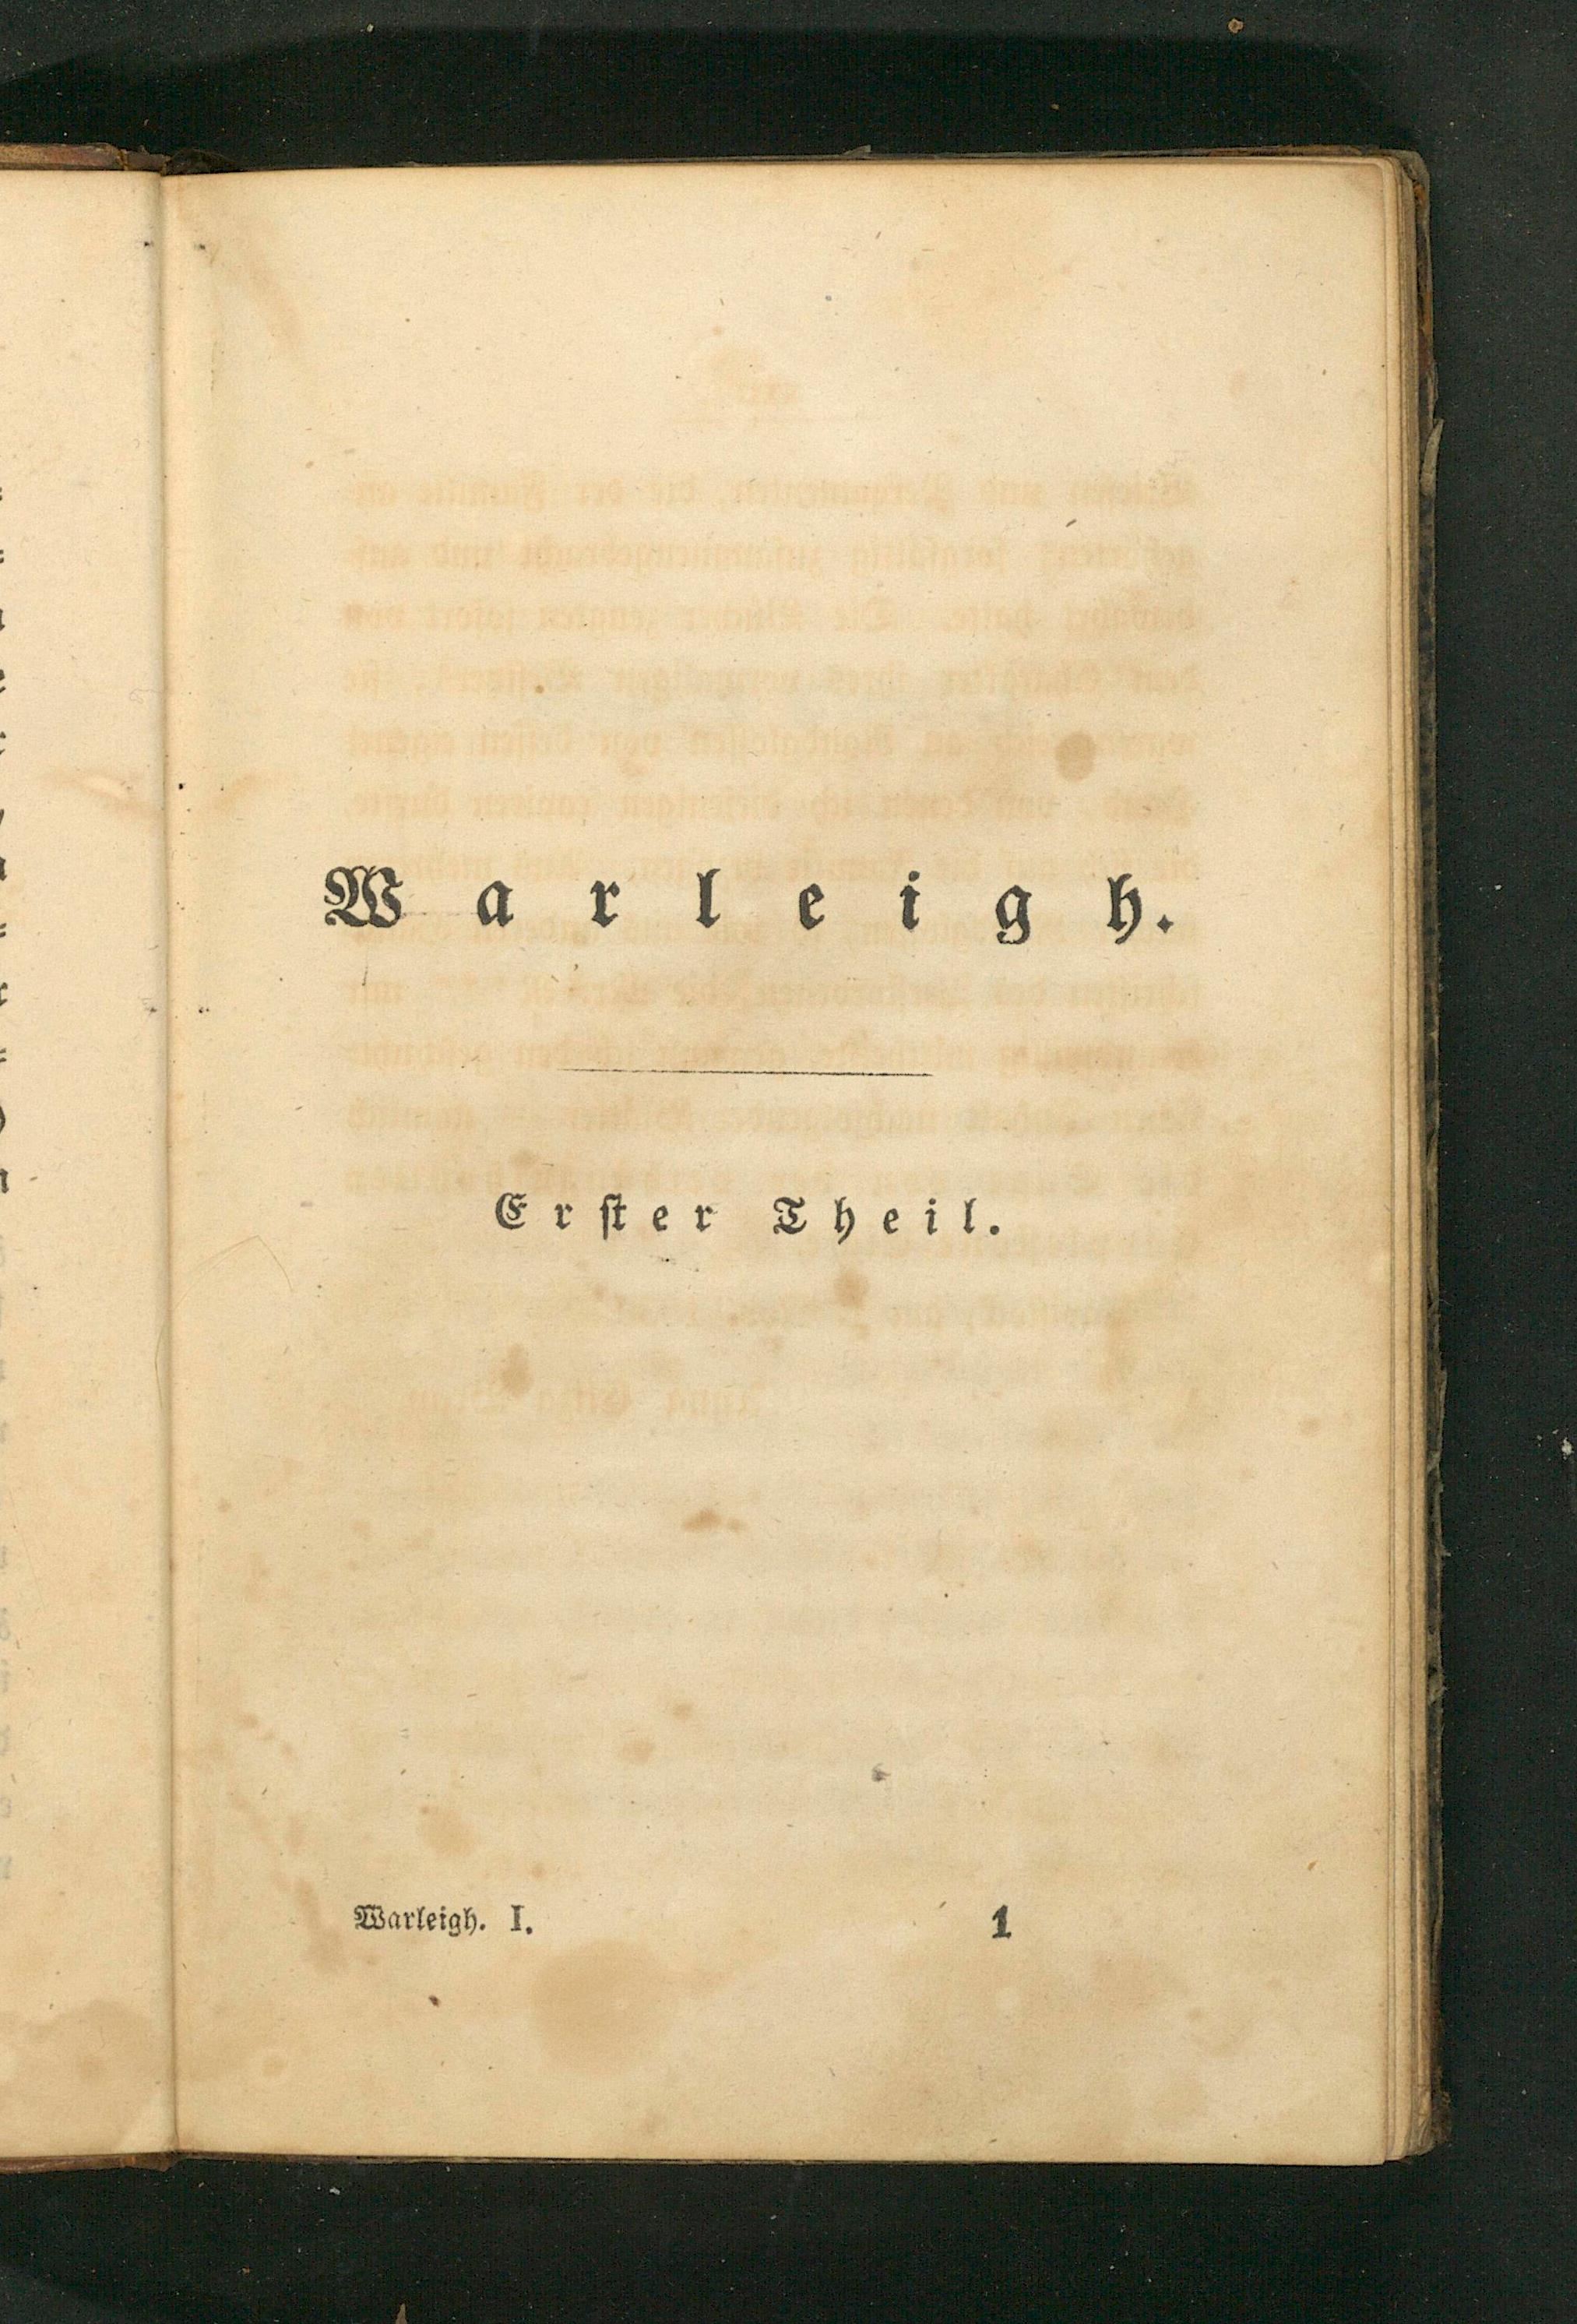 Warleigh.
Erſter Theil.
Warleigh. I. 1